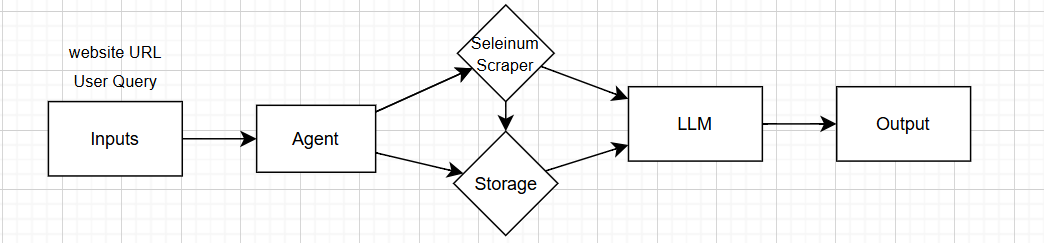 website URL
User Query
Inputs
Agent
Seleinum
Scraper
Storage
LLM
Output